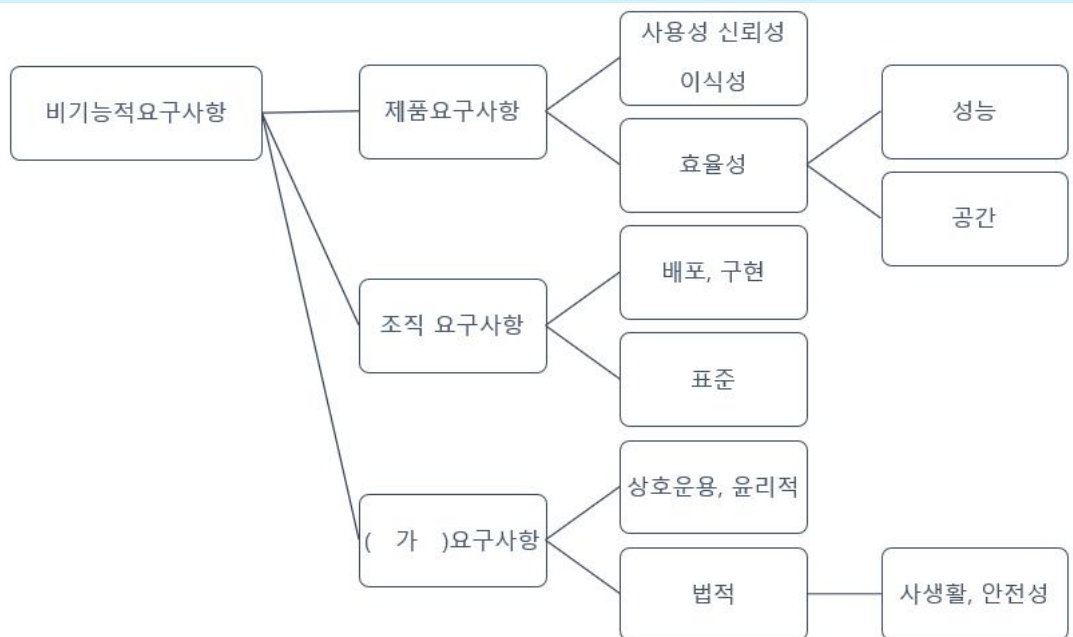 비기능적요구사항
제품요구사항
사용성 신뢰성
이식성
효율성
성능
공간
조직 요구사항
배포, 구현
표준
( 가 )요구사항
상호운용, 윤리적
법적
사생활, 안전성